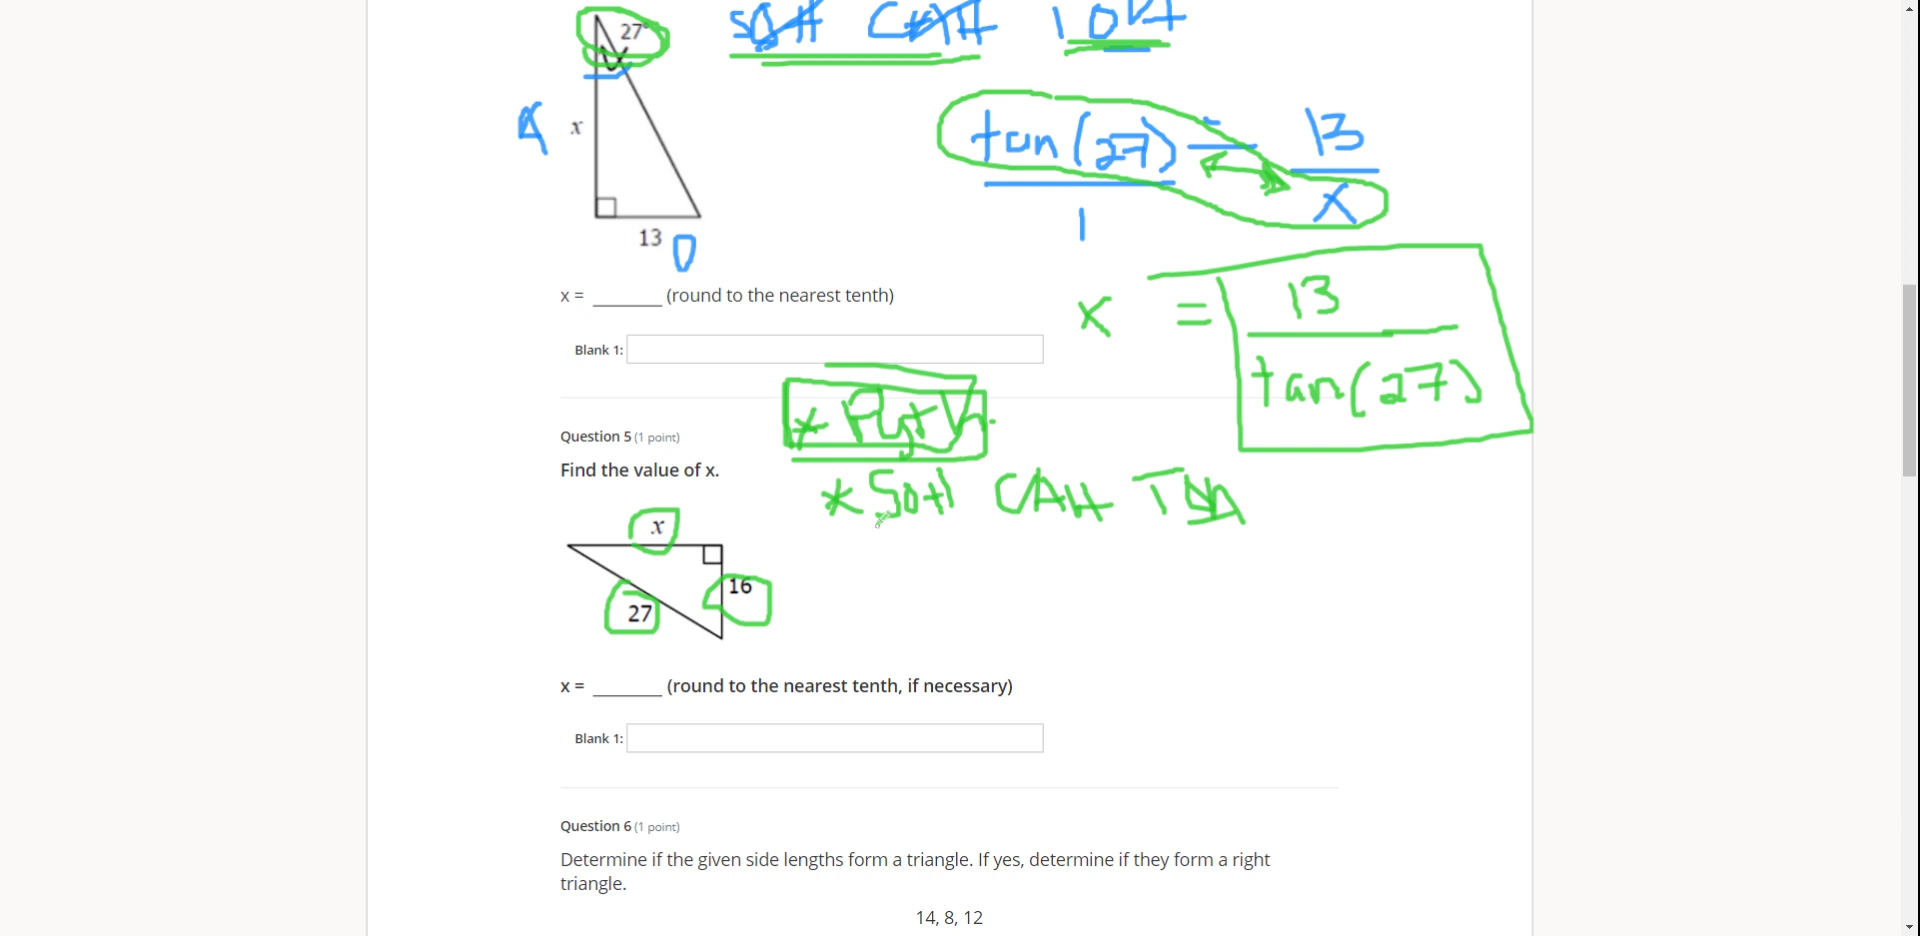 27°
SOH CAH TOA
A x
tan(27) = 13
1 x
13 O
x = ______ (round to the nearest tenth)
x = 13
tan(27)
Blank 1:
* Pyth.
Question 5 (1 point)
Find the value of x.
* SOH CAH TOA
x
16
27
x = ______ (round to the nearest tenth, if necessary)
Blank 1:
Question 6 (1 point)
Determine if the given side lengths form a triangle. If yes, determine if they form a right
triangle.
14, 8, 12